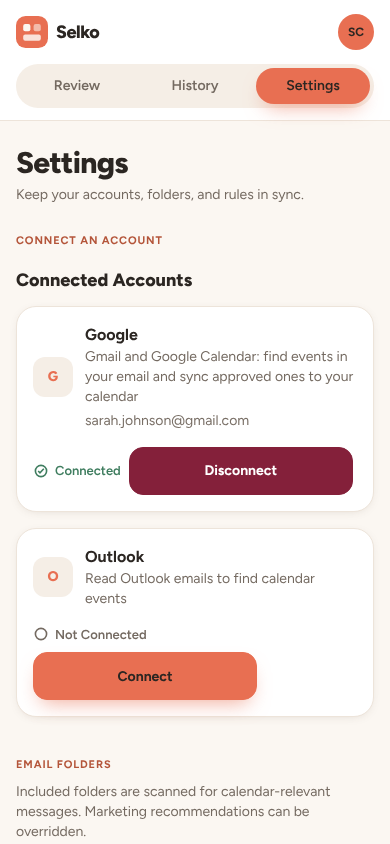 Selko
SC
Review
History
Settings
Settings
Keep your accounts, folders, and rules in sync.
CONNECT AN ACCOUNT
Connected Accounts
Google
G
Gmail and Google Calendar: find events in
your email and sync approved ones to your
calendar
sarah.johnson@gmail.com
Connected
Disconnect
Outlook
O
Read Outlook emails to find calendar
events
Not Connected
Connect
EMAIL FOLDERS
Included folders are scanned for calendar-relevant
messages. Marketing recommendations can be
overridden.